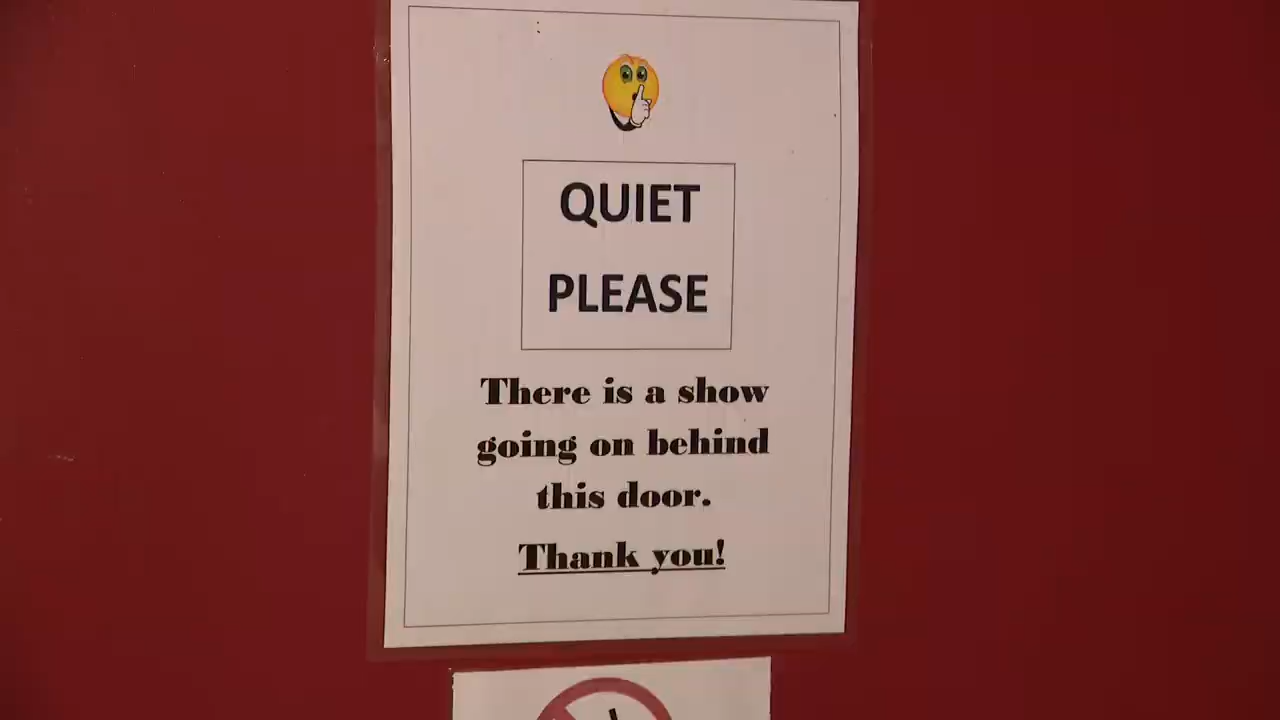 QUIET
PLEASE
There is a show
going on behind
this door.
Thank you!